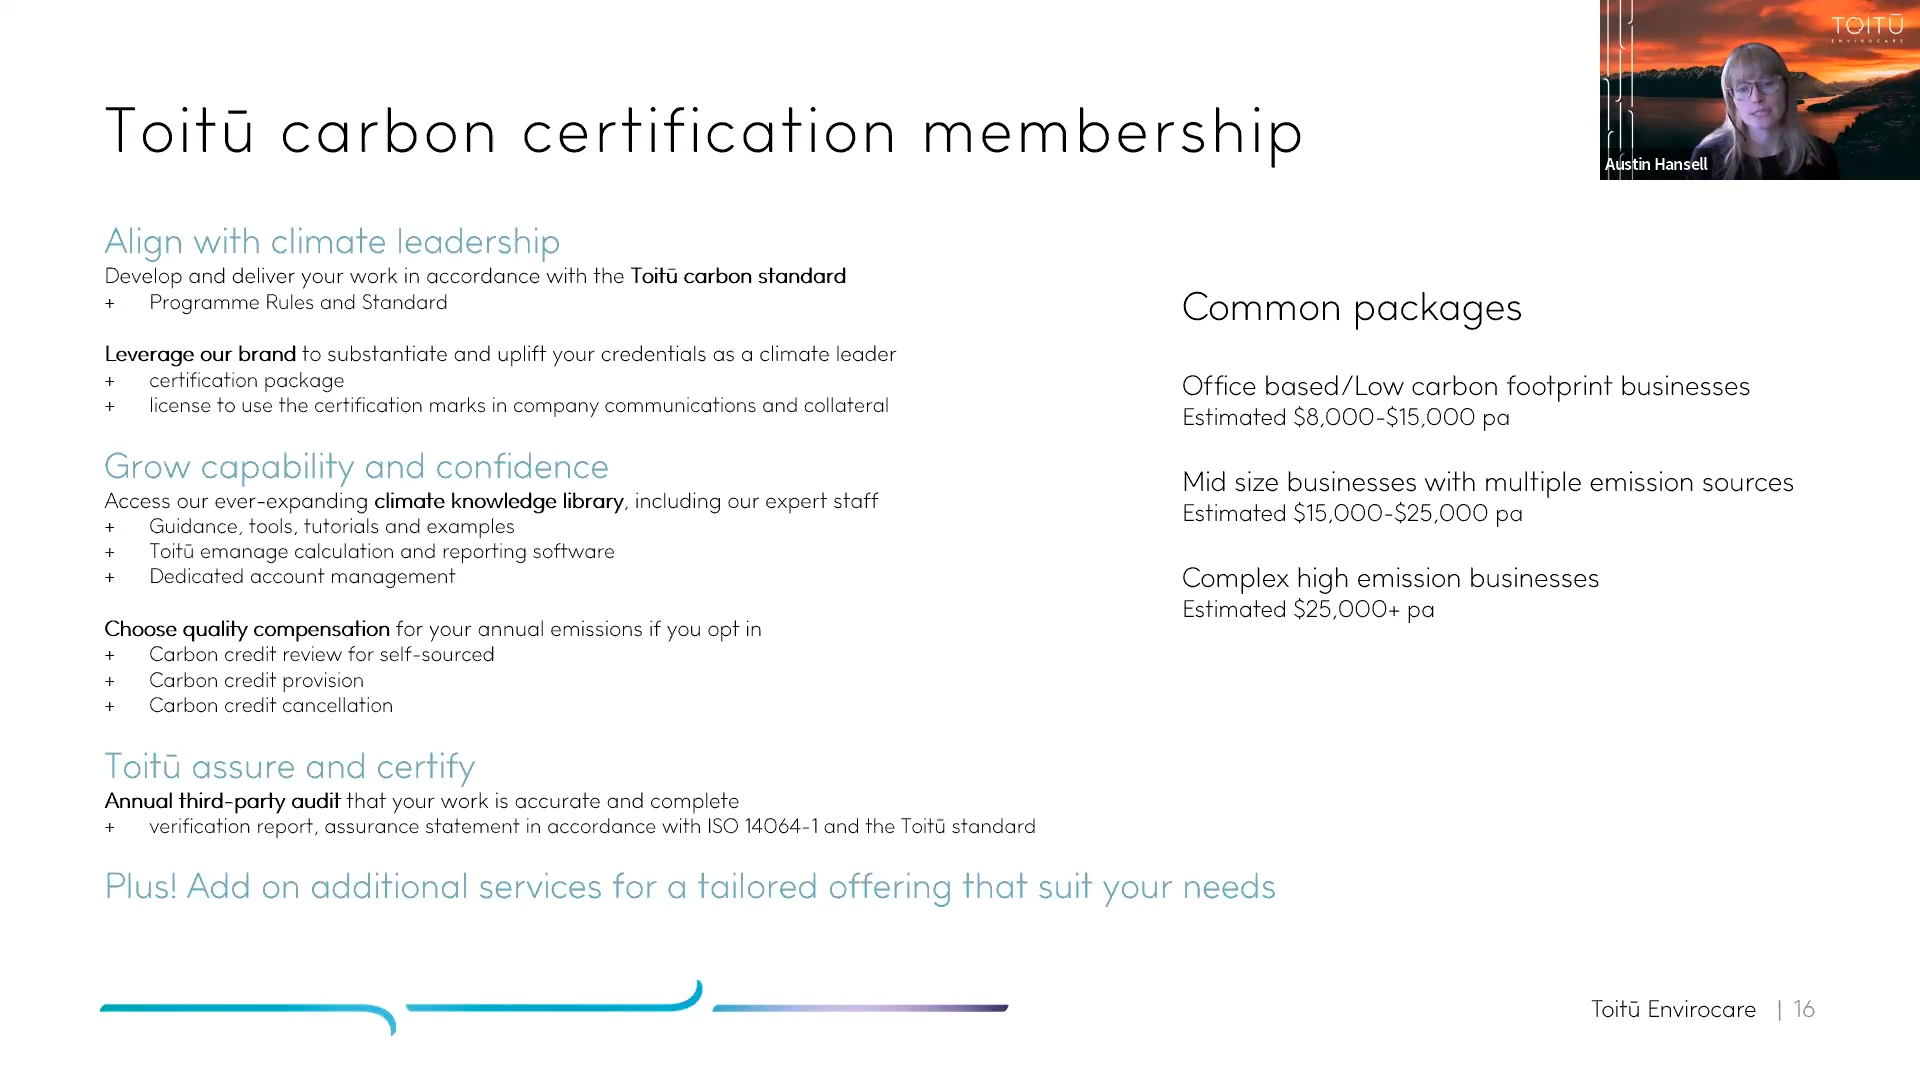 TOITŪ
ENVIROCARE
Austin Hansell
Toitū carbon certification membership
Align with climate leadership
Develop and deliver your work in accordance with the Toitū carbon standard
+ Programme Rules and Standard
Leverage our brand to substantiate and uplift your credentials as a climate leader
+ certification package
+ license to use the certification marks in company communications and collateral
Grow capability and confidence
Access our ever-expanding climate knowledge library, including our expert staff
+ Guidance, tools, tutorials and examples
+ Toitū emanage calculation and reporting software
+ Dedicated account management
Choose quality compensation for your annual emissions if you opt in
+ Carbon credit review for self-sourced
+ Carbon credit provision
+ Carbon credit cancellation
Toitū assure and certify
Annual third-party audit that your work is accurate and complete
+ verification report, assurance statement in accordance with ISO 14064-1 and the Toitū standard
Plus! Add on additional services for a tailored offering that suit your needs
Common packages
Office based/Low carbon footprint businesses
Estimated $8,000-$15,000 pa
Mid size businesses with multiple emission sources
Estimated $15,000-$25,000 pa
Complex high emission businesses
Estimated $25,000+ pa
Toitū Envirocare | 16